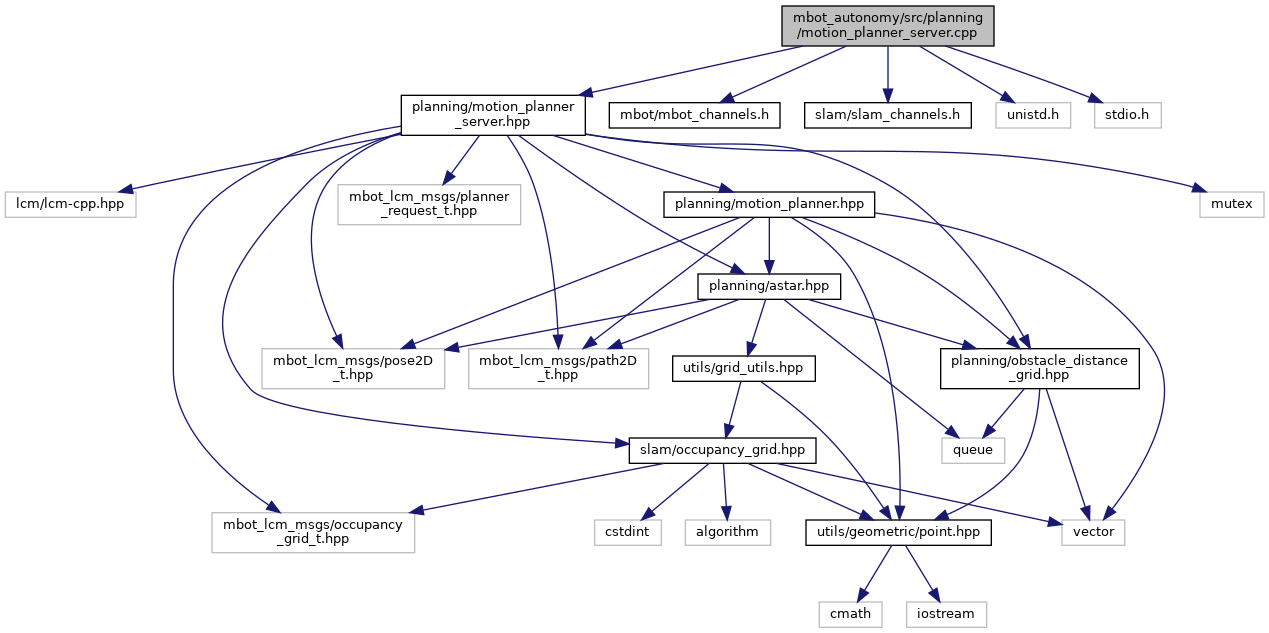 mbot_autonomy/src/planning
/motion_planner_server.cpp
planning/motion_planner
_server.hpp
mbot/mbot_channels.h
slam/slam_channels.h
unistd.h
stdio.h
lcm/lcm-cpp.hpp
mbot_lcm_msgs/planner
_request_t.hpp
planning/motion_planner.hpp
mutex
planning/astar.hpp
mbot_lcm_msgs/pose2D
_t.hpp
mbot_lcm_msgs/path2D
_t.hpp
utils/grid_utils.hpp
planning/obstacle_distance
_grid.hpp
slam/occupancy_grid.hpp
queue
mbot_lcm_msgs/occupancy
_grid_t.hpp
cstdint
algorithm
utils/geometric/point.hpp
vector
cmath
iostream